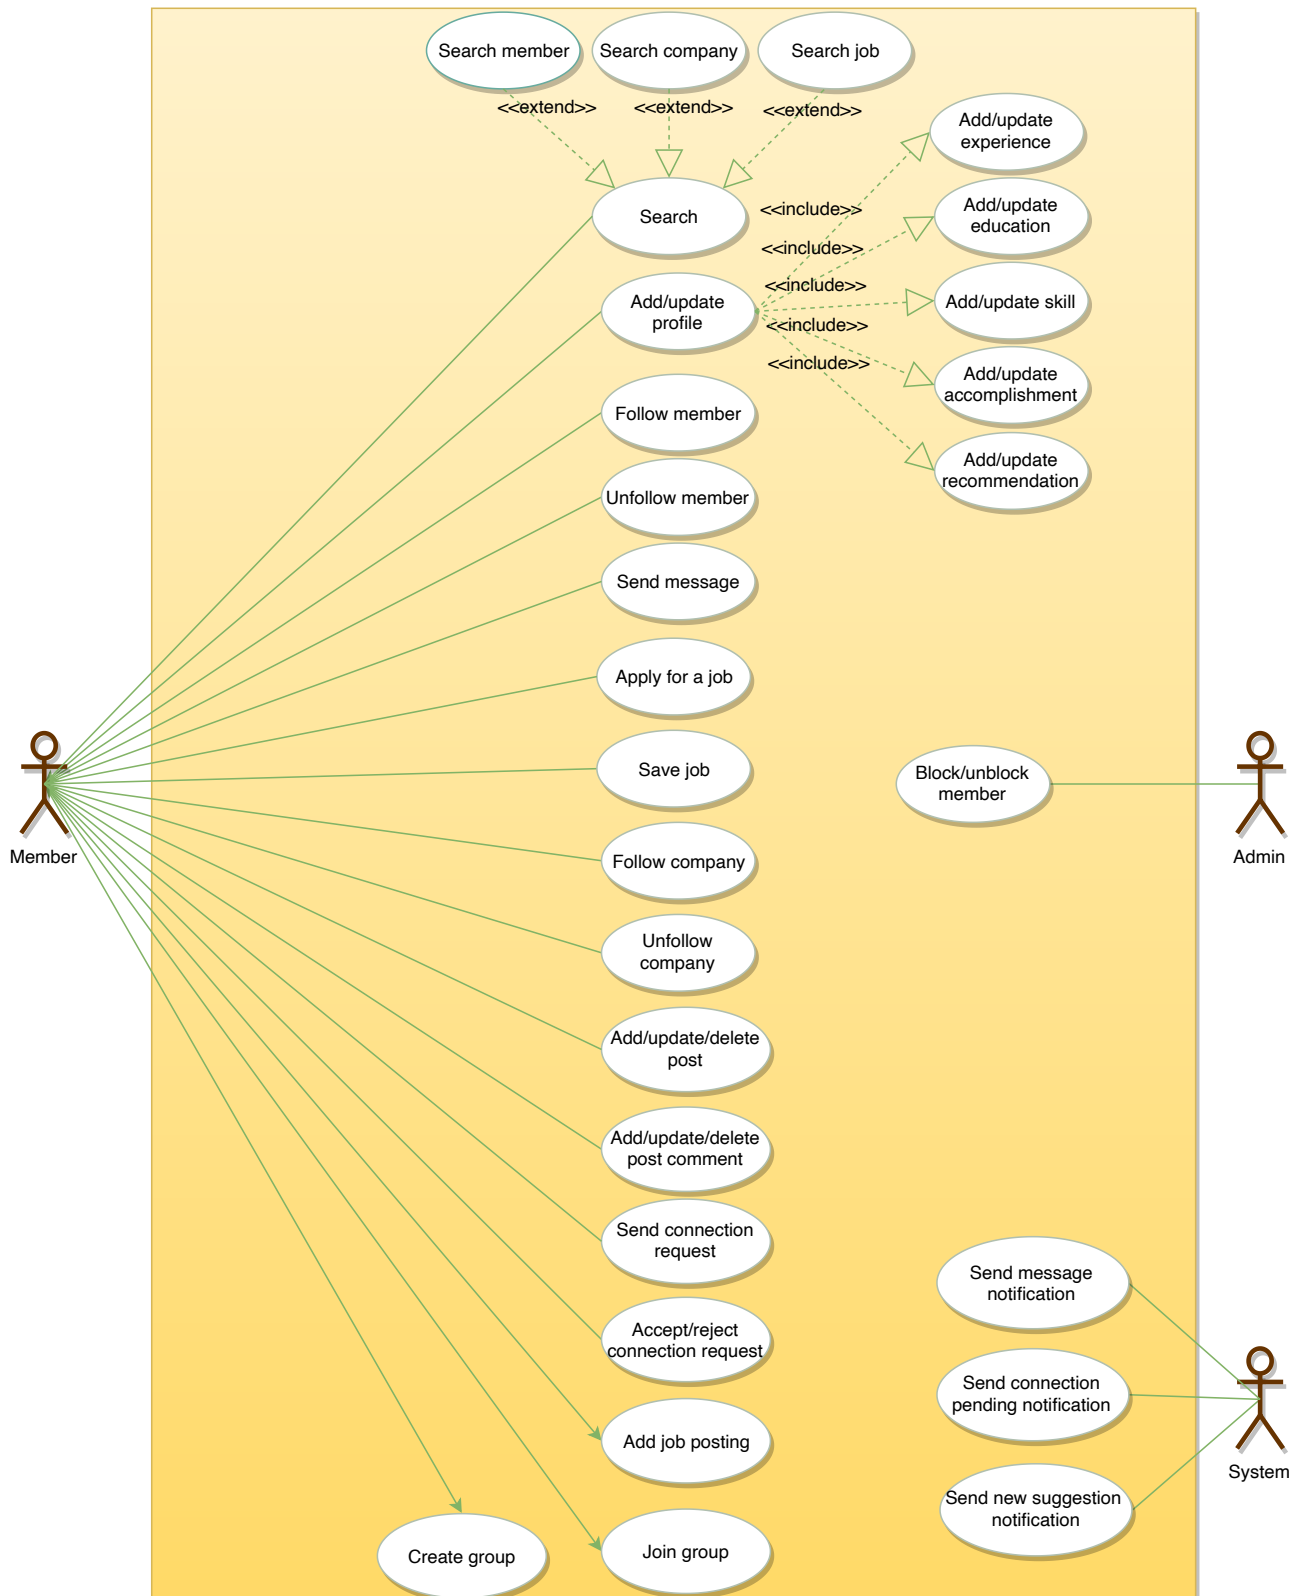 Search member
Search company
Search job
<<extend>>
<<extend>>
<<extend>>
Add/update
experience
Search
<<include>>
Add/update
education
<<include>>
<<include>>
Add/update
profile
Add/update skill
<<include>>
<<include>>
Add/update
accomplishment
Follow member
Add/update
recommendation
Unfollow member
Send message
Apply for a job
Save job
Block/unblock
member
Member
Admin
Follow company
Unfollow
company
Add/update/delete
post
Add/update/delete
post comment
Send connection
request
Send message
notification
Accept/reject
connection request
Send connection
pending notification
Add job posting
System
Send new suggestion
notification
Create group
Join group